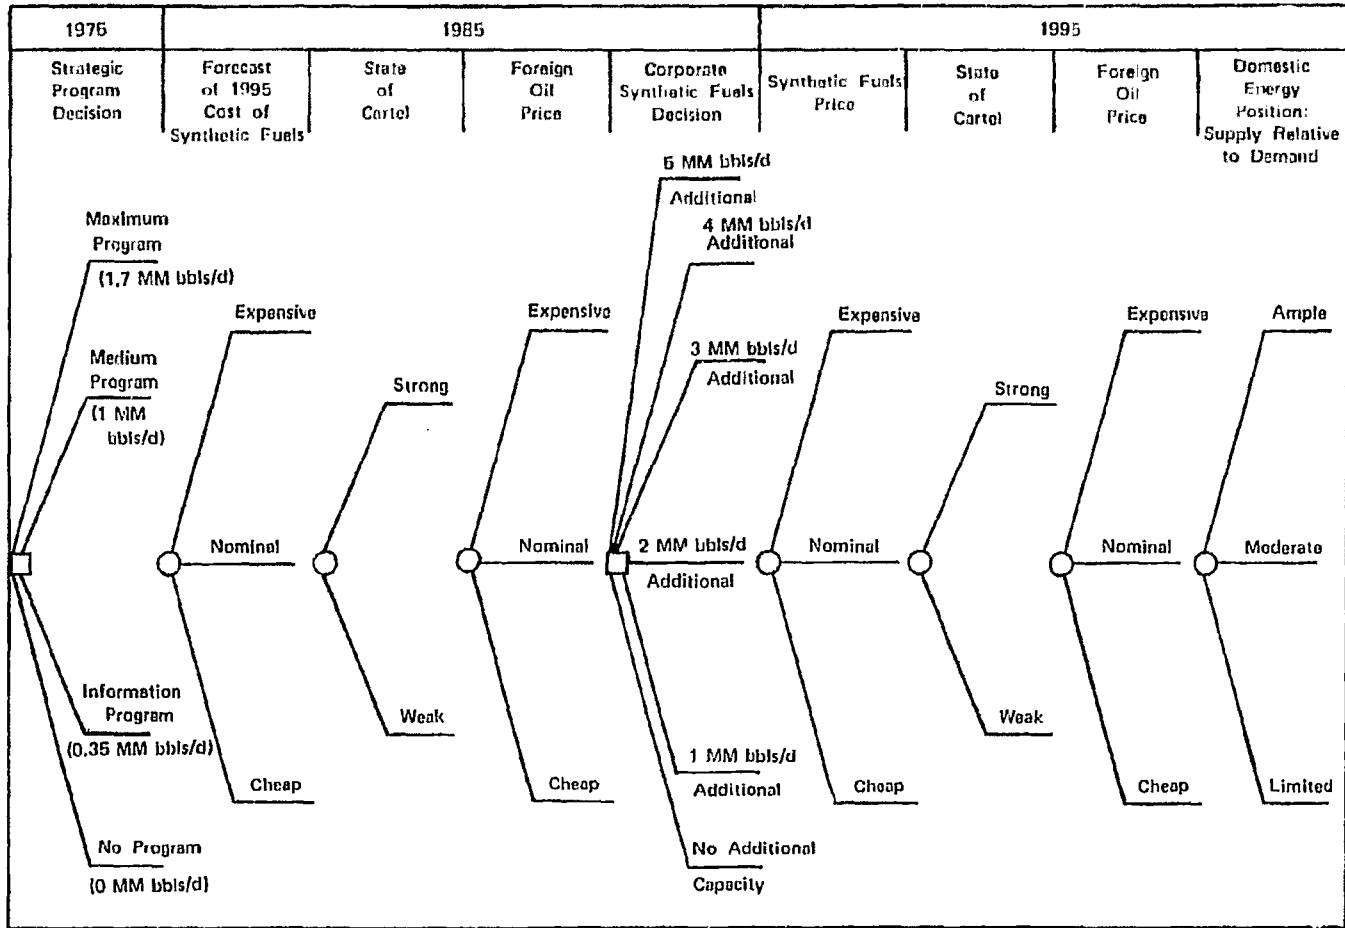 1975
1985
1995
Strategic
Program
Decision
Forecast
of 1995
Cost of
Synthetic Fuels
State
of
Cartel
Foreign
Oil
Price
Corporate
Synthetic Fuels
Decision
Synthetic Fuels
Price
State
of
Cartel
Foreign
Oil
Price
Domestic
Energy
Position:
Supply Relative
to Demand
Maximum
Program
(1.7 MM bbls/d)
Medium
Program
(1 MM
bbls/d)
Information
Program
(0.35 MM bbls/d)
No Program
(0 MM bbls/d)
Expensive
Nominal
Cheap
Strong
Weak
Expensive
Nominal
Cheap
5 MM bbls/d
Additional
4 MM bbls/d
Additional
3 MM bbls/d
Additional
2 MM bbls/d
Additional
1 MM bbls/d
Additional
No Additional
Capacity
Expensive
Nominal
Cheap
Strong
Weak
Expensive
Nominal
Cheap
Ample
Moderate
Limited